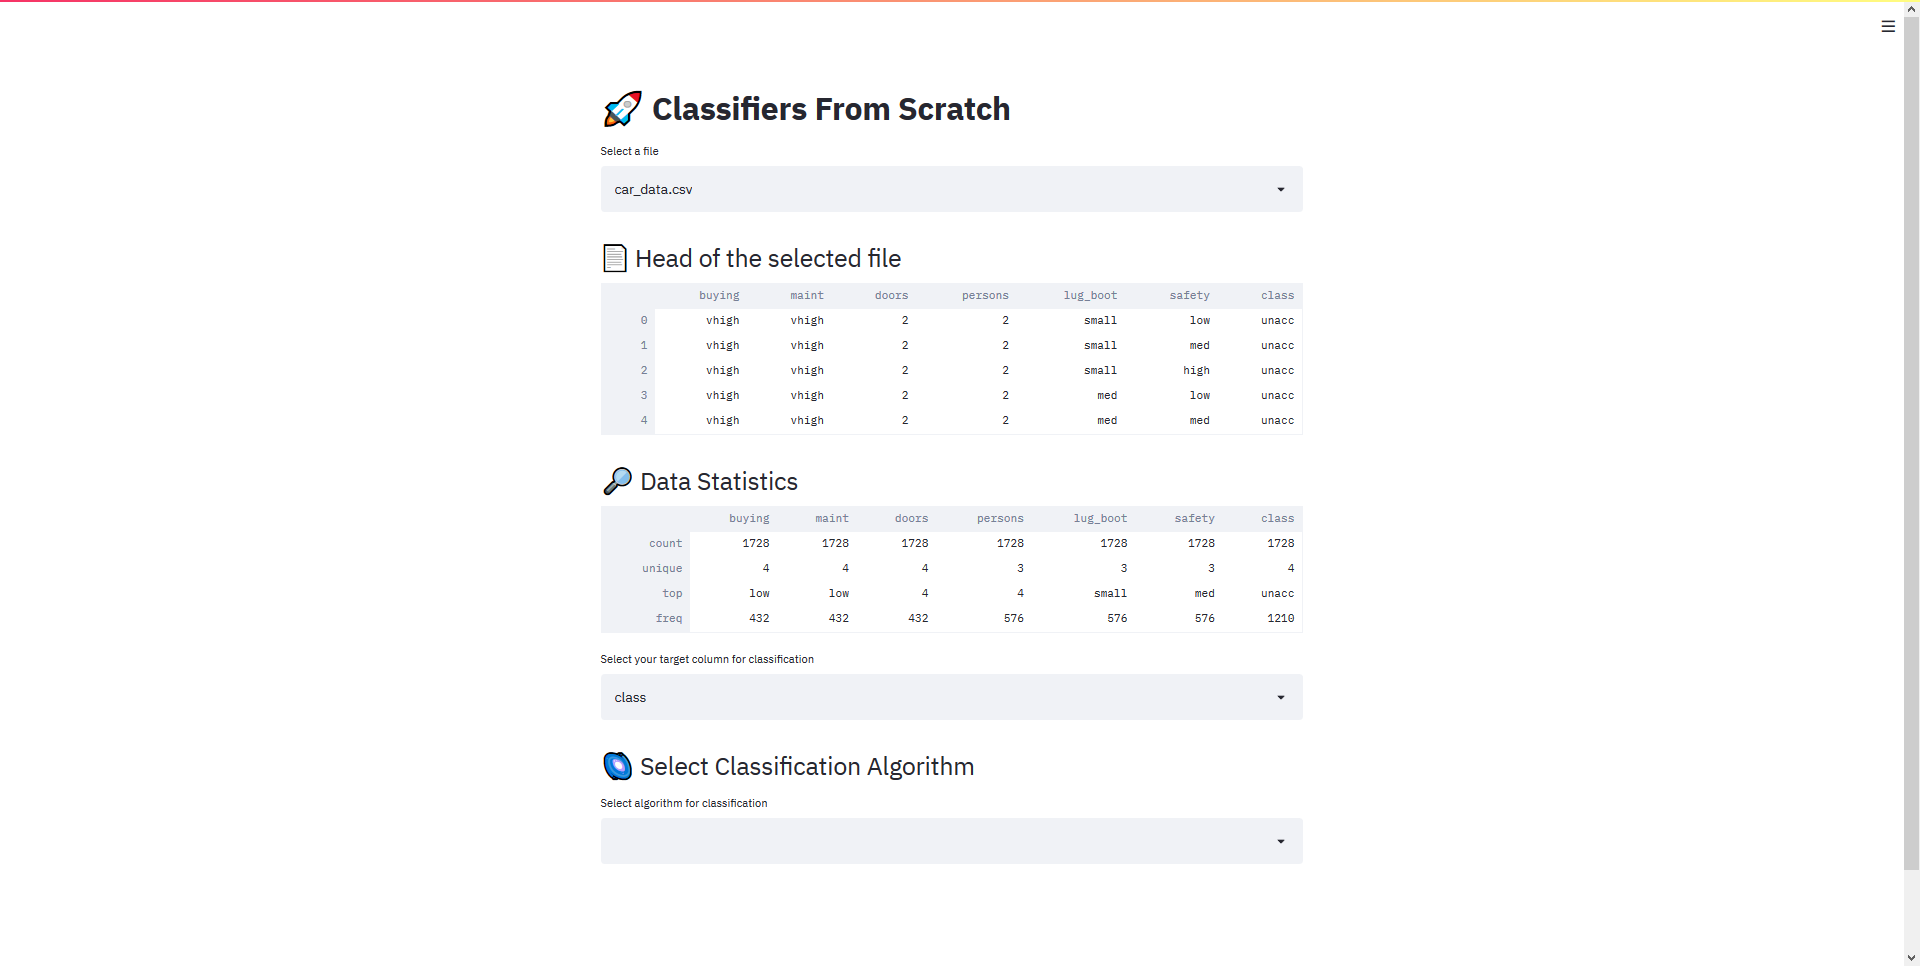 Classifiers From Scratch
Select a file
car_data.csv
Head of the selected file
buying maint doors persons lug_boot safety class
0 vhigh vhigh 2 2 small low unacc
1 vhigh vhigh 2 2 small med unacc
2 vhigh vhigh 2 2 small high unacc
3 vhigh vhigh 2 2 med low unacc
4 vhigh vhigh 2 2 med med unacc
Data Statistics
buying maint doors persons lug_boot safety class
count 1728 1728 1728 1728 1728 1728 1728
unique 4 4 4 3 3 3 4
top low low 4 4 small med unacc
freq 432 432 432 576 576 576 1210
Select your target column for classification
class
Select Classification Algorithm
Select algorithm for classification